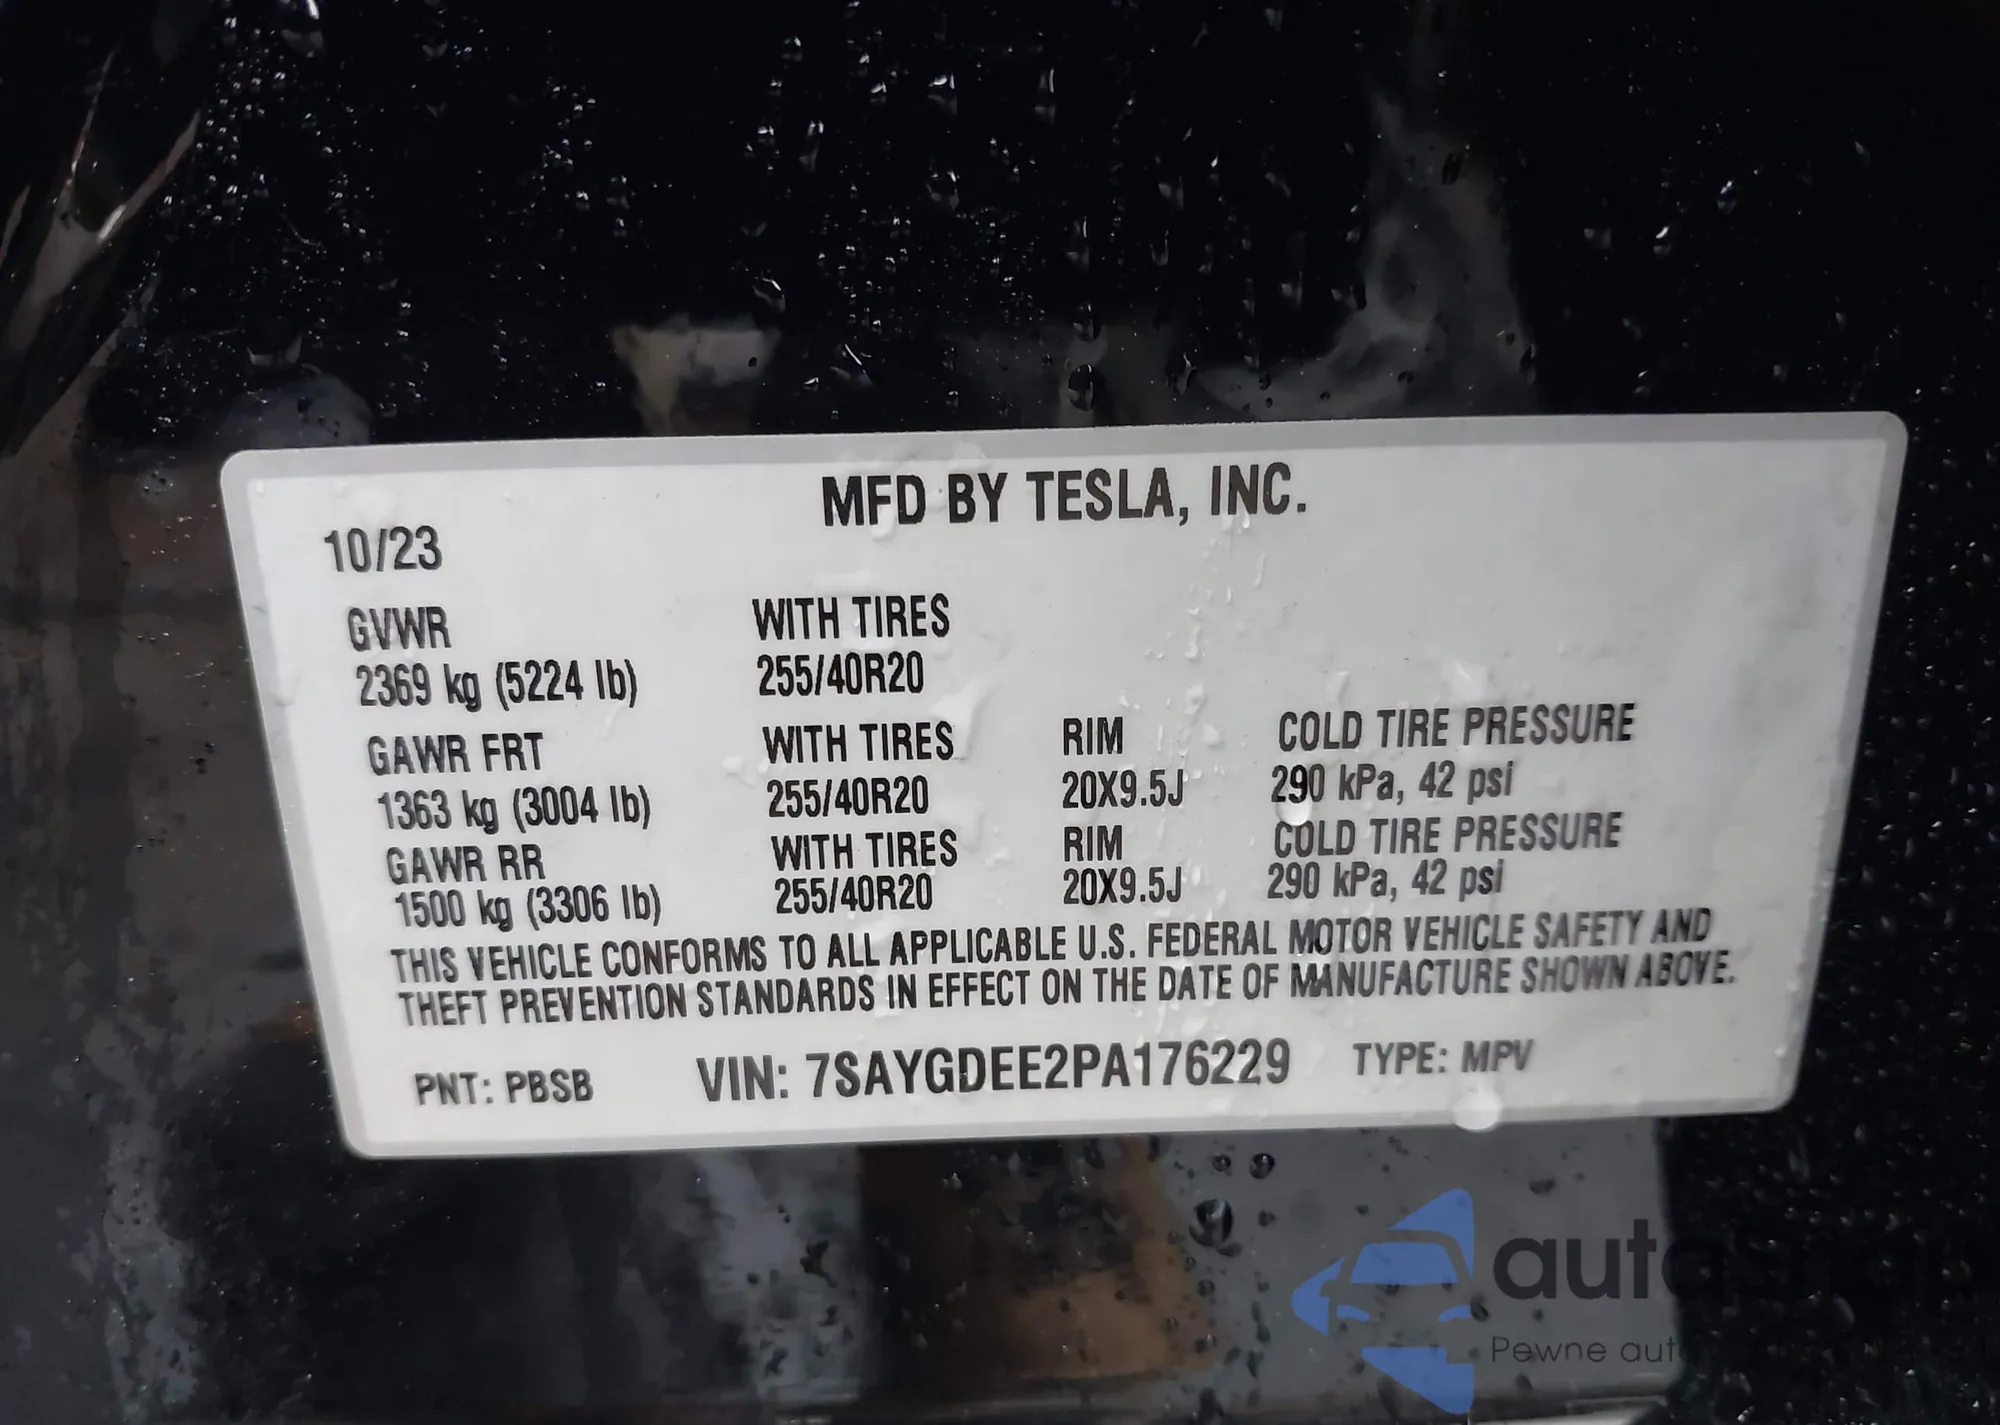 MFD BY TESLA, INC.
10/23
GVWR WITH TIRES
2369 kg (5224 lb) 255/40R20
GAWR FRT WITH TIRES RIM COLD TIRE PRESSURE
1363 kg (3004 lb) 255/40R20 20X9.5J 290 kPa, 42 psi
GAWR RR WITH TIRES RIM COLD TIRE PRESSURE
1500 kg (3306 lb) 255/40R20 20X9.5J 290 kPa, 42 psi
THIS VEHICLE CONFORMS TO ALL APPLICABLE U.S. FEDERAL MOTOR VEHICLE SAFETY AND
THEFT PREVENTION STANDARDS IN EFFECT ON THE DATE OF MANUFACTURE SHOWN ABOVE.
PNT: PBSB VIN: 7SAYGDEE2PA176229 TYPE: MPV
Pewne